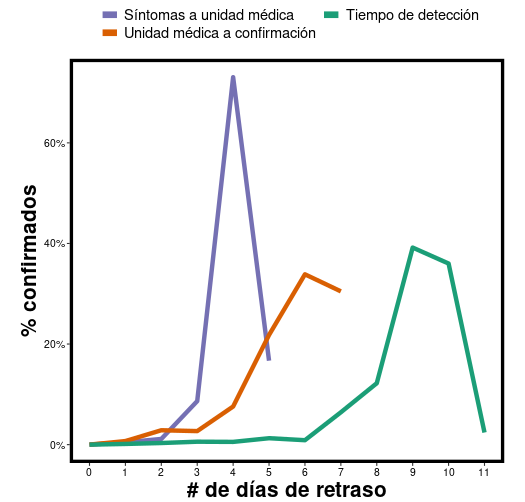 Síntomas a unidad médica
Tiempo de detección
Unidad médica a confirmación
% confirmados
60%
40%
20%
0%
0 1 2 3 4 5 6 7 8 9 10 11
# de días de retraso